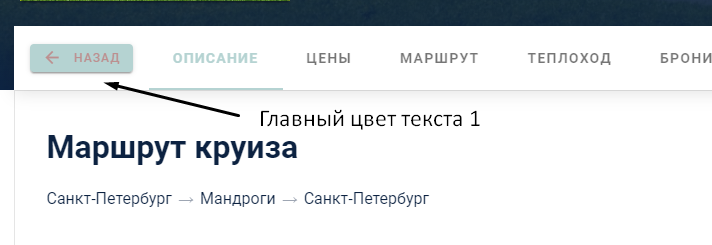 НАЗАД ОПИСАНИЕ ЦЕНЫ МАРШРУТ ТЕПЛОХОД БРОНИ
Главный цвет текста 1
Маршрут круиза
Санкт-Петербург → Мандроги → Санкт-Петербург